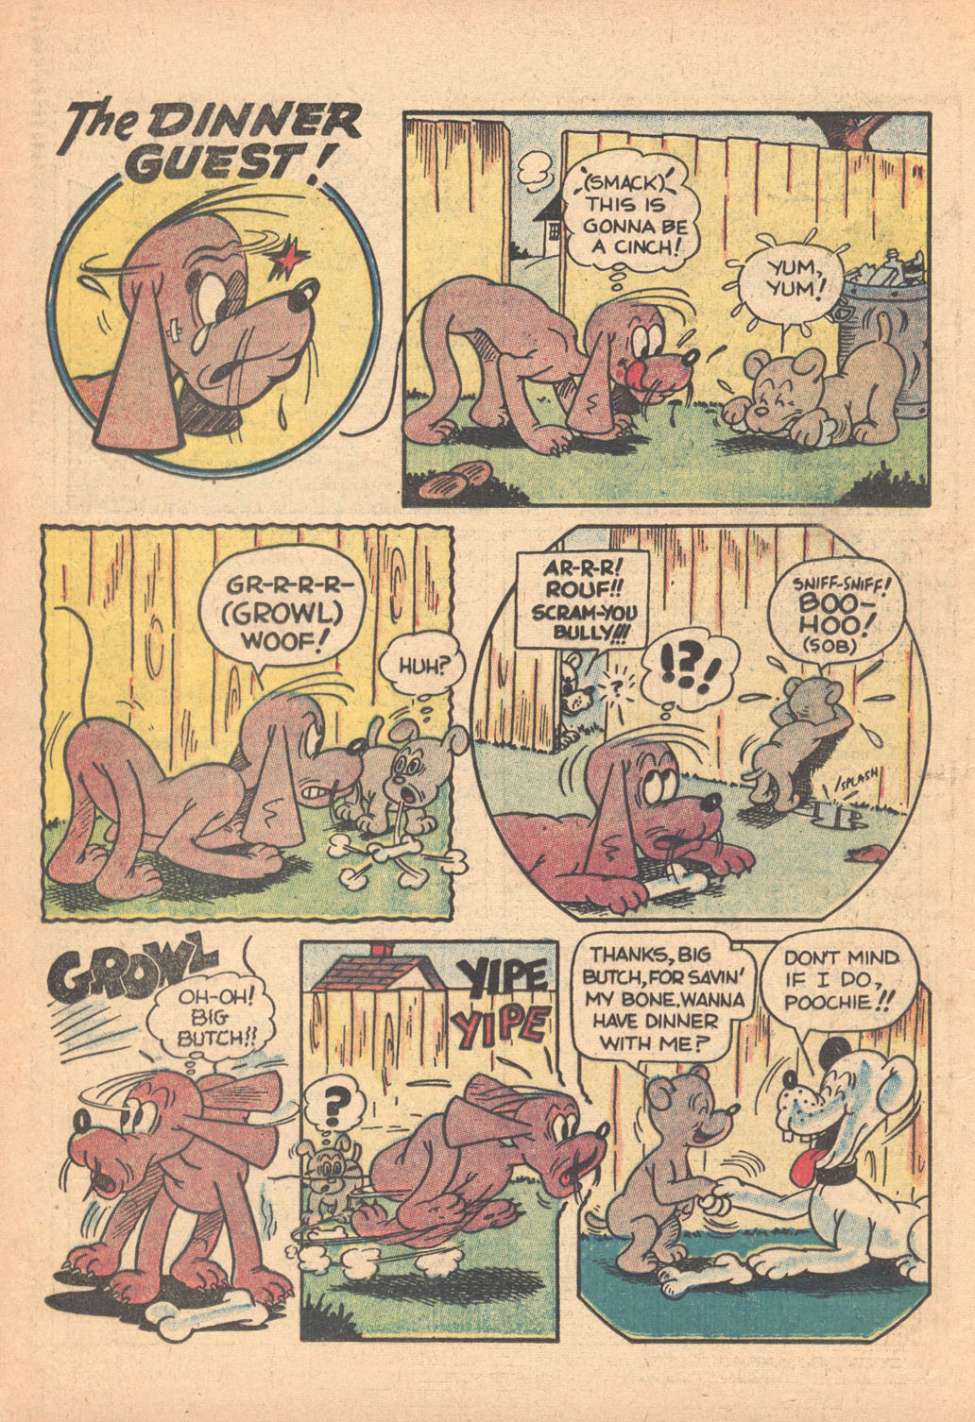 The DINNER
GUEST!
(SMACK)
THIS IS
GONNA BE
A CINCH!
YUM,
YUM!
GR-R-R-R-
(GROWL)
WOOF!
HUH?
AR-R-R!
ROUF!!
SCRAM-YOU
BULLY!!!
?
!?!
SNIFF-SNIFF!
BOO-
HOO!
(SOB)
SPLASH
GROWL
OH-OH!
BIG
BUTCH!!
YIPE
YIPE
?
THANKS, BIG
BUTCH, FOR SAVIN'
MY BONE. WANNA
HAVE DINNER
WITH ME?
DON'T MIND
IF I DO,
POOCHIE!!